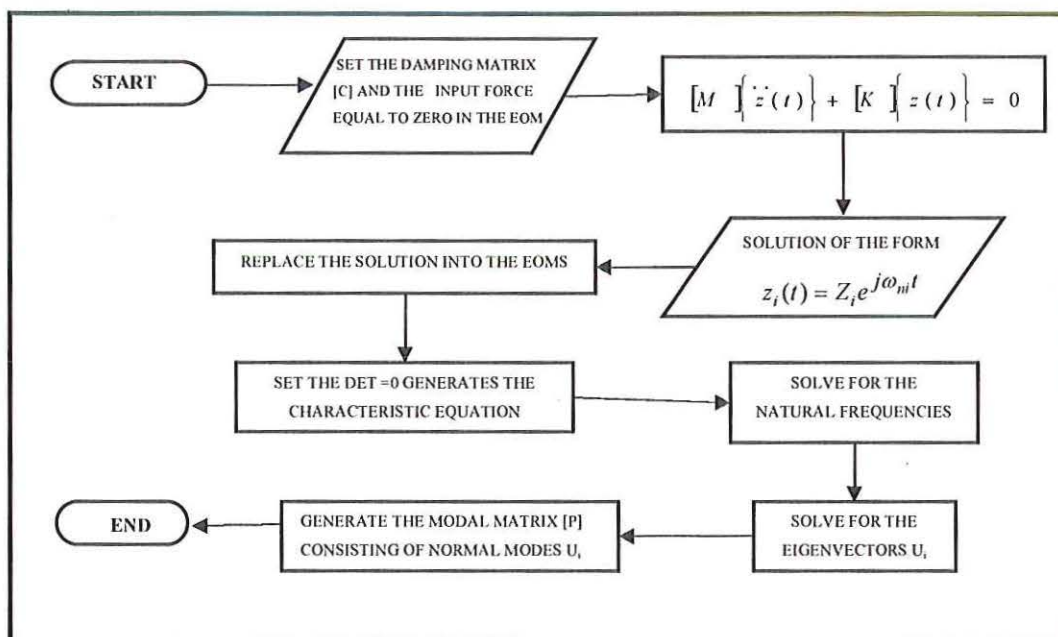 START
SET THE DAMPING MATRIX
[C] AND THE INPUT FORCE
EQUAL TO ZERO IN THE EOM
[M ]{z̈(t)} + [K ]{z(t)} = 0
SOLUTION OF THE FORM
z_i(t) = Z_i e^{jω_{ni}t}
REPLACE THE SOLUTION INTO THE EOMS
SET THE DET =0 GENERATES THE
CHARACTERISTIC EQUATION
SOLVE FOR THE
NATURAL FREQUENCIES
SOLVE FOR THE
EIGENVECTORS U_i
GENERATE THE MODAL MATRIX [P]
CONSISTING OF NORMAL MODES U_i
END